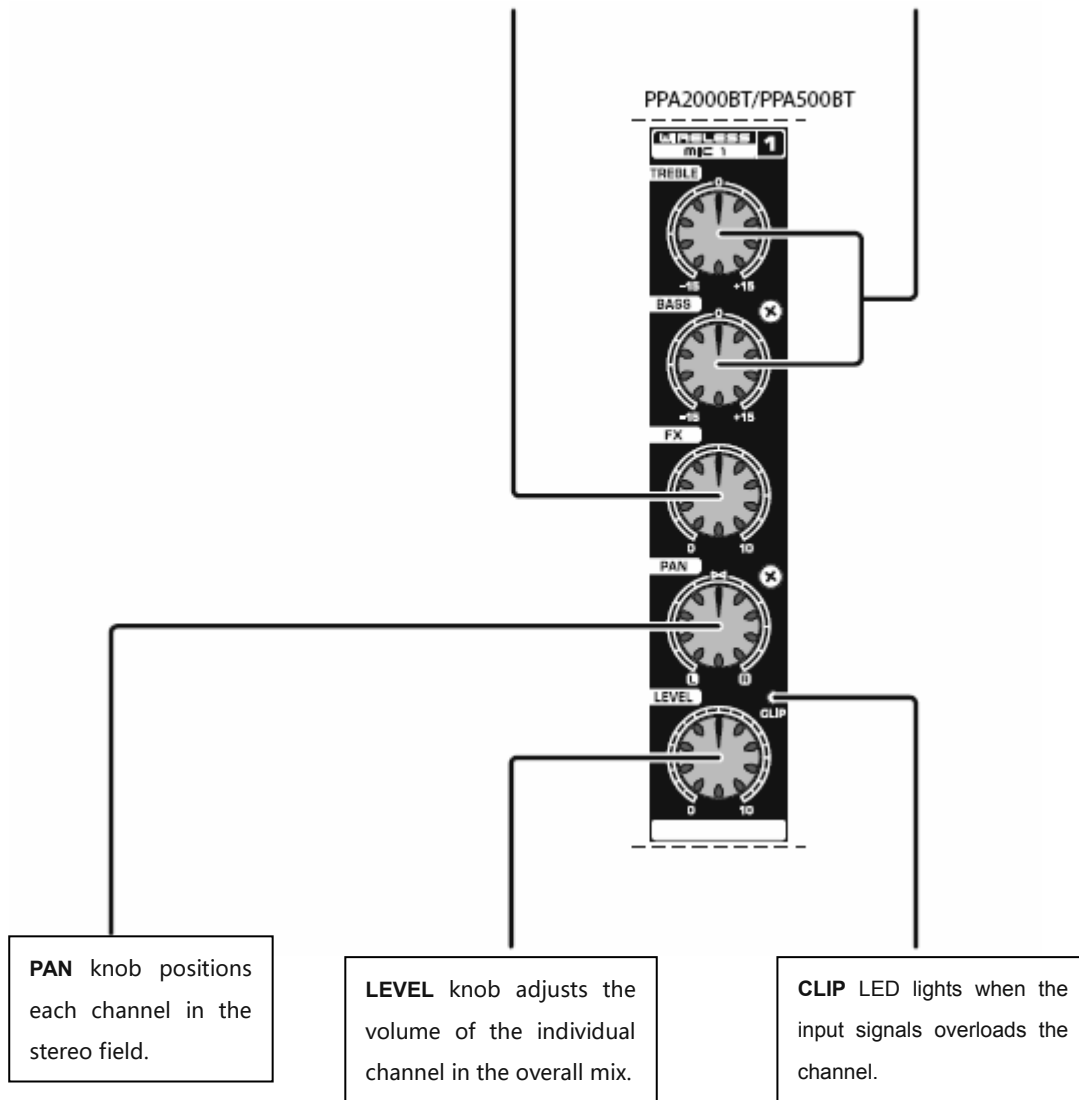 PPA2000BT/PPA500BT
WIRELESS
MIC 1
1
TREBLE
0
-15 +15
BASS
0
-15 +15
FX
0 10
PAN
L R
LEVEL
CLIP
0 10
PAN knob positions
each channel in the
stereo field.
LEVEL knob adjusts the
volume of the individual
channel in the overall mix.
CLIP LED lights when the
input signals overloads the
channel.